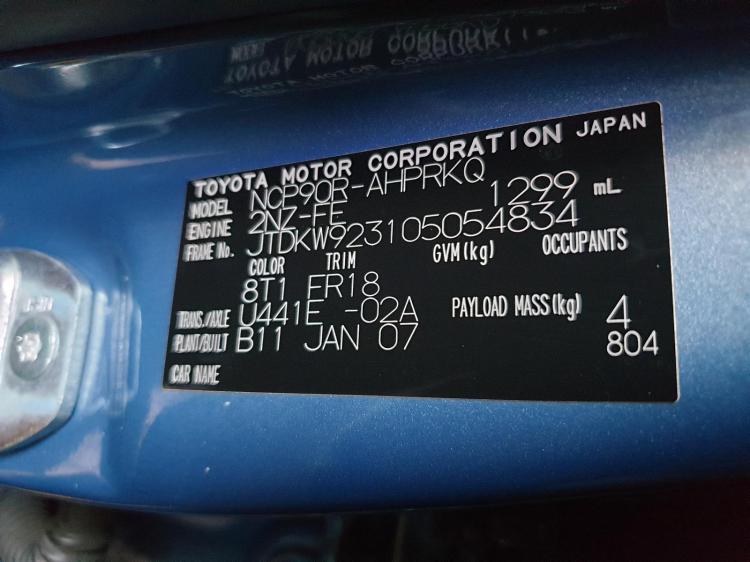 TOYOTA MOTOR CORPORATION JAPAN
MODEL NCP90R-AHPRKQ
ENGINE 2NZ-FE 1299 mL
FRAME No. JTDKW923105054834
COLOR TRIM GVM(kg) OCCUPANTS
8T1 FR18
TRANS./AXLE U441E -02A PAYLOAD MASS(kg) 4
PLANT/BUILT B11 JAN 07 804
CAR NAME